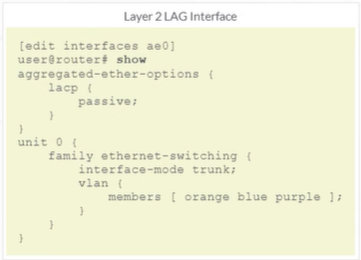 Layer 2 LAG Interface
[edit interfaces ae0]
user@router# show
aggregated-ether-options {
    lacp {
        passive;
    }
}
unit 0 {
    family ethernet-switching {
        interface-mode trunk;
        vlan {
            members [ orange blue purple ];
        }
    }
}